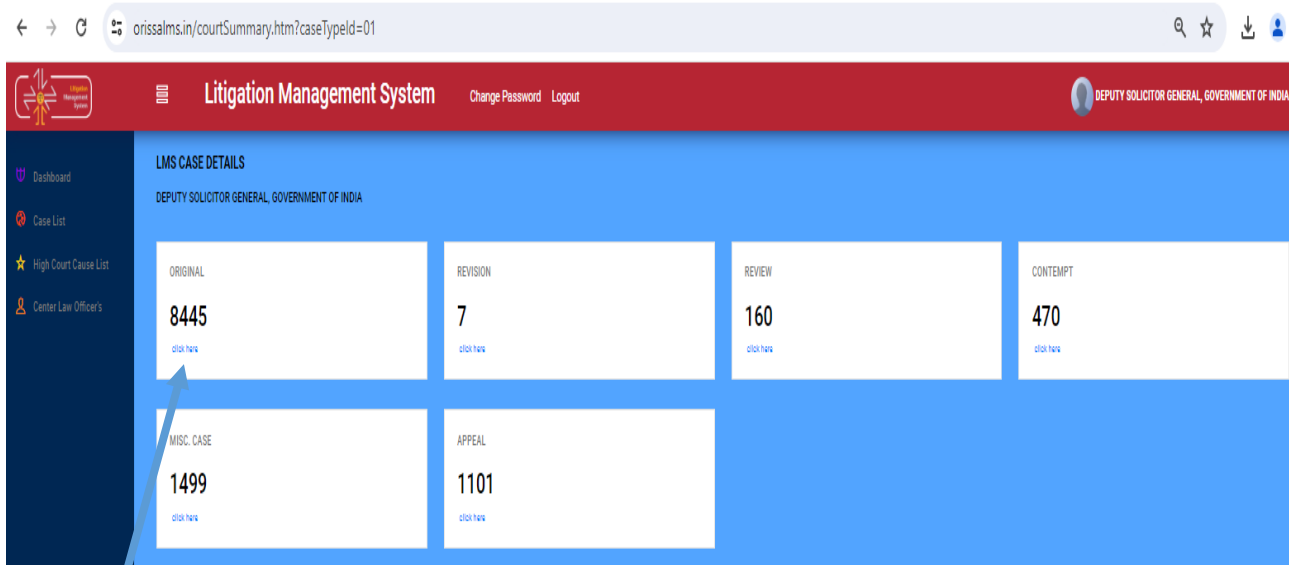 orissalms.in/courtSummary.htm?caseTypeId=01
Litigation Management System
Litigation Management System Change Password Logout DEPUTY SOLICITOR GENERAL, GOVERNMENT OF INDIA
LMS CASE DETAILS
DEPUTY SOLICITOR GENERAL, GOVERNMENT OF INDIA
Dashboard
Case List
High Court Cause List
Center Law Officer's
ORIGINAL
8445
click here
REVISION
7
click here
REVIEW
160
click here
CONTEMPT
470
click here
MISC. CASE
1499
click here
APPEAL
1101
click here